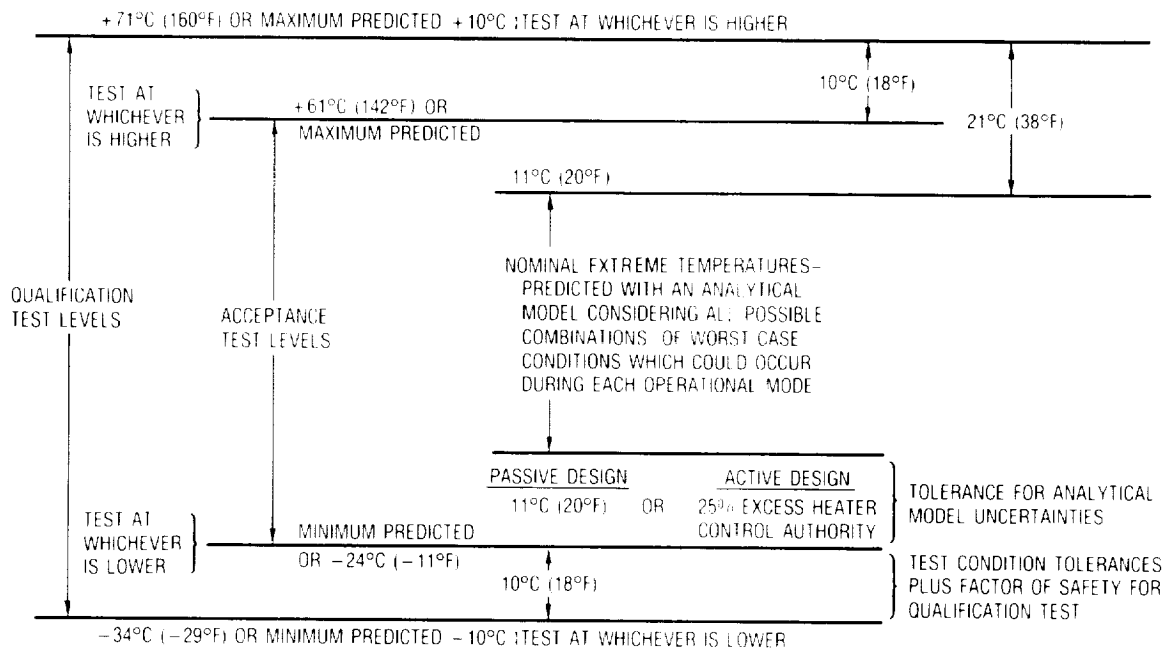 +71°C (160°F) OR MAXIMUM PREDICTED +10°C :TEST AT WHICHEVER IS HIGHER
10°C (18°F)
TEST AT
WHICHEVER
IS HIGHER
+61°C (142°F) OR
MAXIMUM PREDICTED
21°C (38°F)
11°C (20°F)
QUALIFICATION
TEST LEVELS
ACCEPTANCE
TEST LEVELS
NOMINAL EXTREME TEMPERATURES–
PREDICTED WITH AN ANALYTICAL
MODEL CONSIDERING ALL POSSIBLE
COMBINATIONS OF WORST CASE
CONDITIONS WHICH COULD OCCUR
DURING EACH OPERATIONAL MODE
PASSIVE DESIGN
11°C (20°F)
OR
ACTIVE DESIGN
25% EXCESS HEATER
CONTROL AUTHORITY
TOLERANCE FOR ANALYTICAL
MODEL UNCERTAINTIES
TEST AT
WHICHEVER
IS LOWER
MINIMUM PREDICTED
OR –24°C (–11°F)
10°C (18°F)
TEST CONDITION TOLERANCES
PLUS FACTOR OF SAFETY FOR
QUALIFICATION TEST
–34°C (–29°F) OR MINIMUM PREDICTED –10°C :TEST AT WHICHEVER IS LOWER